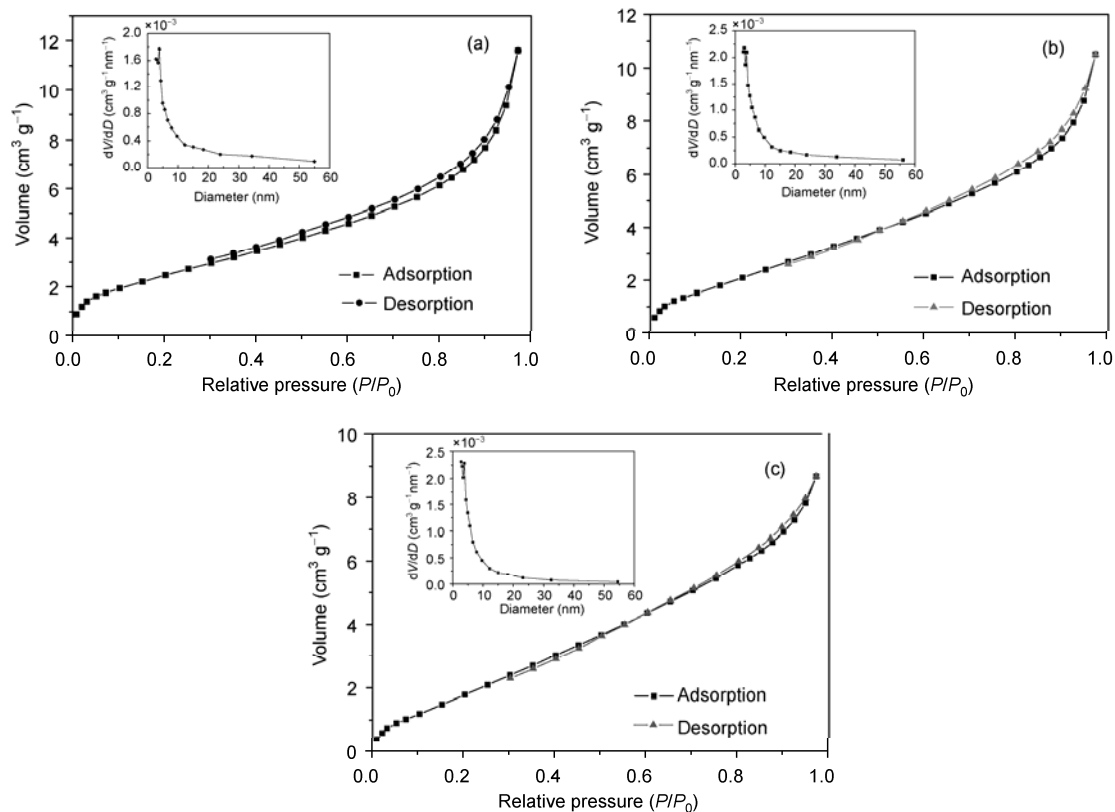 (a)
×10⁻³
2.0
1.6
1.2
0.8
0.4
0.0
dV/dD (cm³ g⁻¹ nm⁻¹)
0 10 20 30 40 50 60
Diameter (nm)
12
10
8
6
4
2
0
Volume (cm³ g⁻¹)
Adsorption
Desorption
0.0 0.2 0.4 0.6 0.8 1.0
Relative pressure (P/P₀)
(b)
×10⁻³
2.5
2.0
1.5
1.0
0.5
0.0
dV/dD (cm³ g⁻¹ nm⁻¹)
0 10 20 30 40 50 60
Diameter (nm)
12
10
8
6
4
2
0
Volume (cm³ g⁻¹)
Adsorption
Desorption
0.0 0.2 0.4 0.6 0.8 1.0
Relative pressure (P/P₀)
(c)
×10⁻³
2.5
2.0
1.5
1.0
0.5
0.0
dV/dD (cm³ g⁻¹nm⁻¹)
0 10 20 30 40 50 60
Diameter (nm)
10
8
6
4
2
0
Volume (cm³ g⁻¹)
Adsorption
Desorption
0.0 0.2 0.4 0.6 0.8 1.0
Relative pressure (P/P₀)